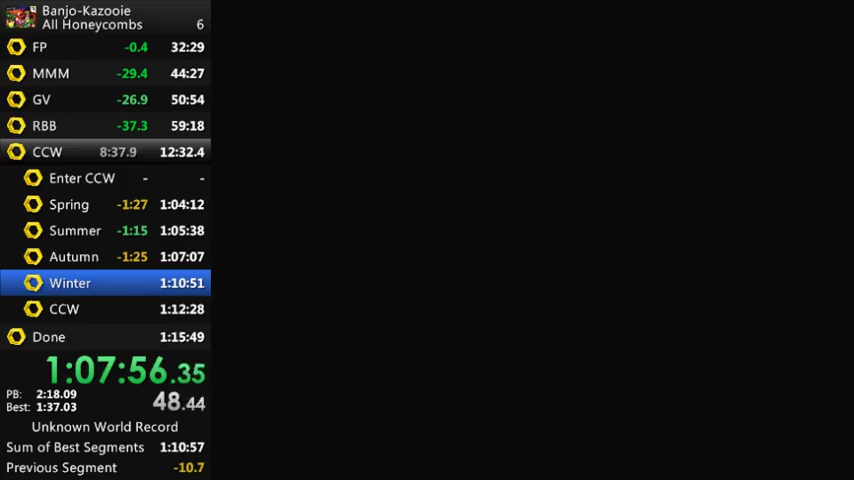 Banjo-Kazooie
All Honeycombs 6
FP -0.4 32:29
MMM -29.4 44:27
GV -26.9 50:54
RBB -37.3 59:18
CCW 8:37.9 12:32.4
Enter CCW - -
Spring -1:27 1:04:12
Summer -1:15 1:05:38
Autumn -1:25 1:07:07
Winter 1:10:51
CCW 1:12:28
Done 1:15:49
1:07:56.35
PB: 2:18.09
Best: 1:37.03
48.44
Unknown World Record
Sum of Best Segments 1:10:57
Previous Segment -10.7